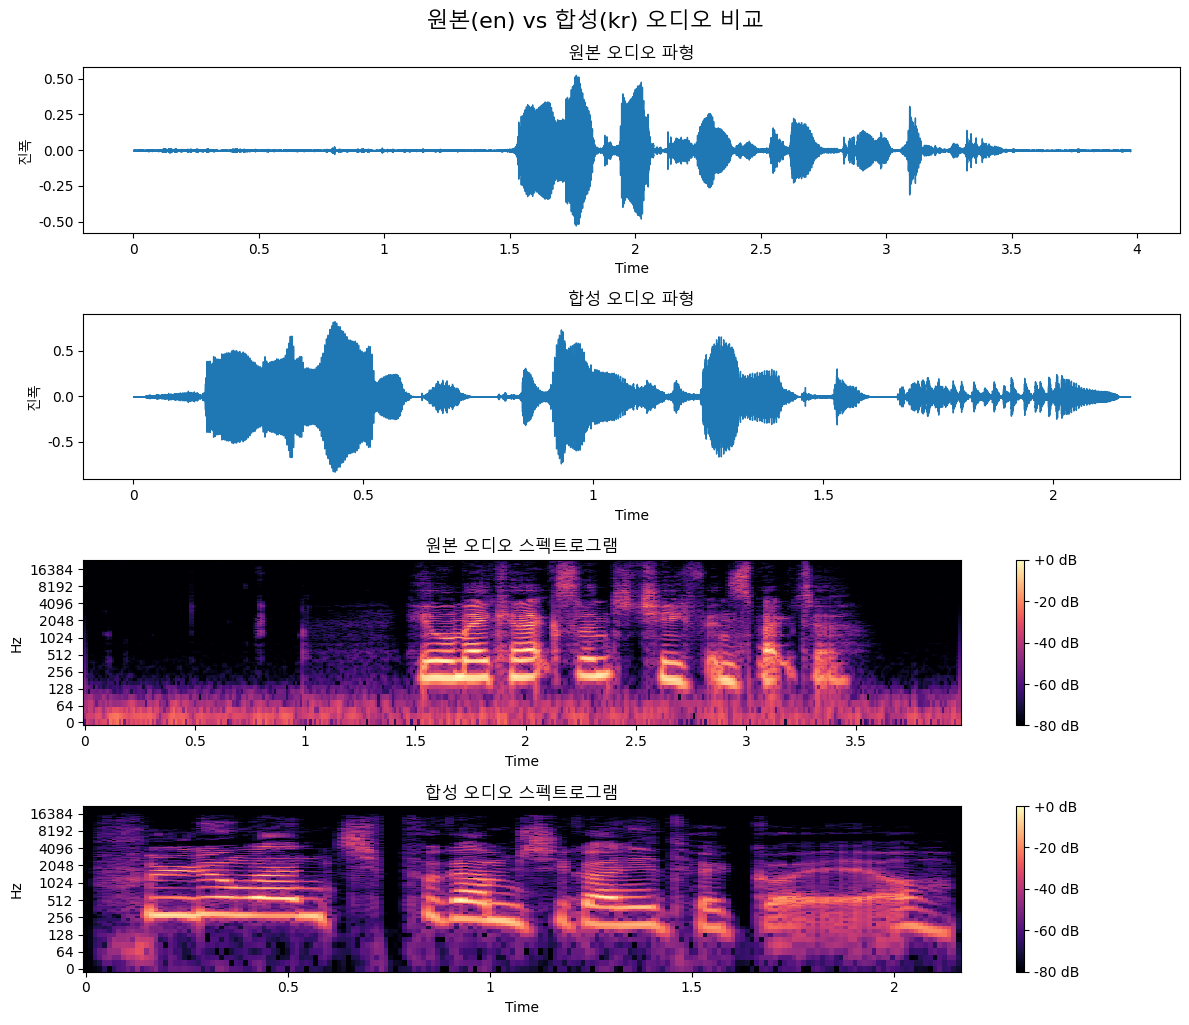 원본(en) vs 합성(kr) 오디오 비교
원본 오디오 파형
0.50
0.25
0.00
-0.25
-0.50
진폭
0 0.5 1 1.5 2 2.5 3 3.5 4
Time
합성 오디오 파형
0.5
0.0
-0.5
진폭
0 0.5 1 1.5 2
Time
원본 오디오 스펙트로그램
16384
8192
4096
2048
1024
512
256
128
64
0
Hz
0 0.5 1 1.5 2 2.5 3 3.5
Time
+0 dB
-20 dB
-40 dB
-60 dB
-80 dB
합성 오디오 스펙트로그램
16384
8192
4096
2048
1024
512
256
128
64
0
Hz
0 0.5 1 1.5 2
Time
+0 dB
-20 dB
-40 dB
-60 dB
-80 dB